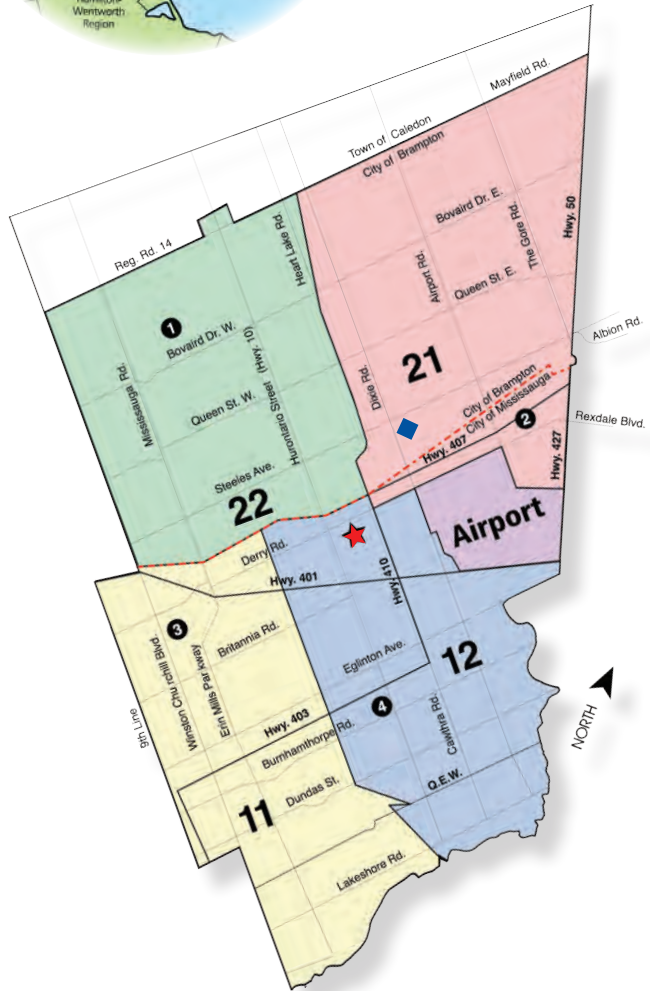 Hamilton-
Wentworth
Region
Mayfield Rd.
Town of Caledon
City of Brampton
Reg. Rd. 14
Heart Lake Rd.
Bovaird Dr. E.
Airport Rd.
The Gore Rd.
Hwy. 50
Queen St. E.
1
Bovaird Dr. W.
Mississauga Rd.
Queen St. W.
Hurontario Street (Hwy. 10)
Dixie Rd.
21
Albion Rd.
City of Brampton
City of Mississauga
2
Rexdale Blvd.
Hwy. 407
Hwy. 427
Steeles Ave.
22
Airport
Derry Rd.
Hwy. 401
Hwy. 410
3
Winston Churchill Blvd.
Erin Mills Parkway
Britannia Rd.
Eglinton Ave.
12
9th Line
Hwy. 403
4
Cawthra Rd.
NORTH
Burnhamthorpe Rd.
Dundas St.
Q.E.W.
11
Lakeshore Rd.